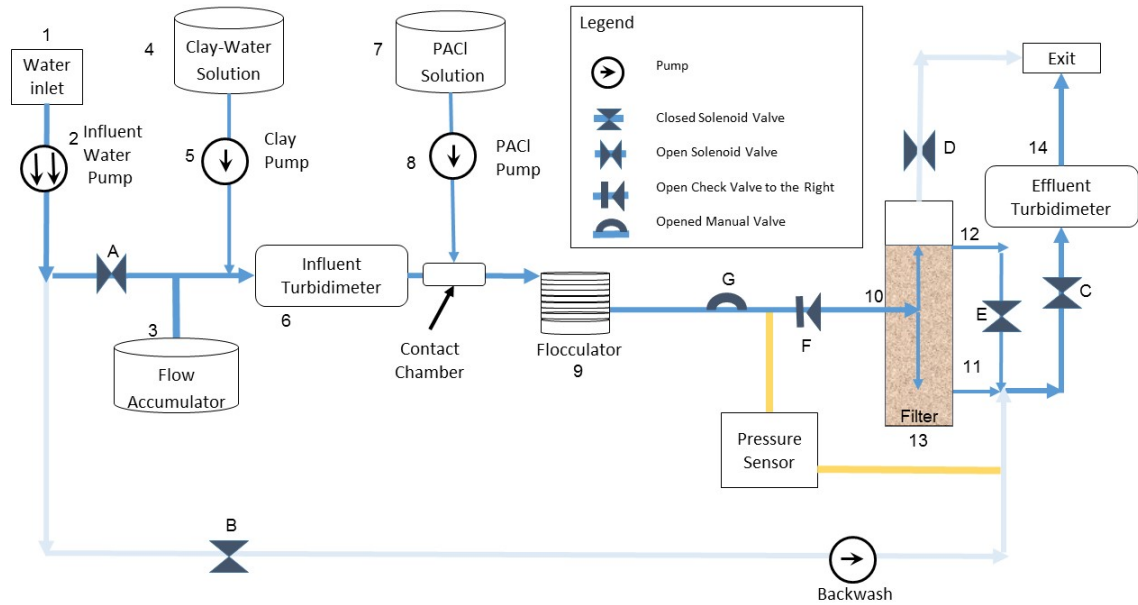 1
Water
inlet
2
Influent
Water
Pump
4
Clay-Water
Solution
5
Clay
Pump
7
PACl
Solution
8
PACl
Pump
Legend
Pump
Closed Solenoid Valve
Open Solenoid Valve
Open Check Valve to the Right
Opened Manual Valve
Exit
D
14
Effluent
Turbidimeter
A
3
Flow
Accumulator
Influent
Turbidimeter
6
Contact
Chamber
Flocculator
9
G
F
10
12
E
C
11
Filter
13
Pressure
Sensor
B
Backwash